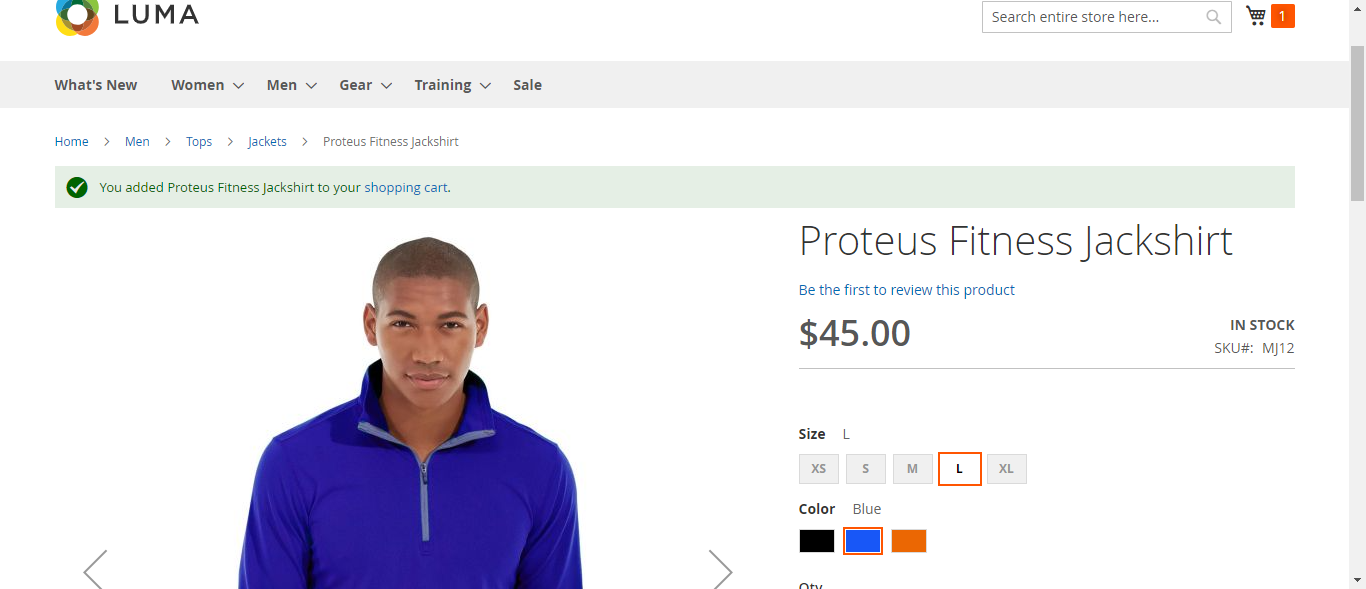 LUMA
Search entire store here...
1
What's New Women Men Gear Training Sale
Home Men Tops Jackets Proteus Fitness Jackshirt
You added Proteus Fitness Jackshirt to your shopping cart.
Proteus Fitness Jackshirt
Be the first to review this product
$45.00
IN STOCK
SKU#: MJ12
Size L
XS S M L XL
Color Blue
Qty